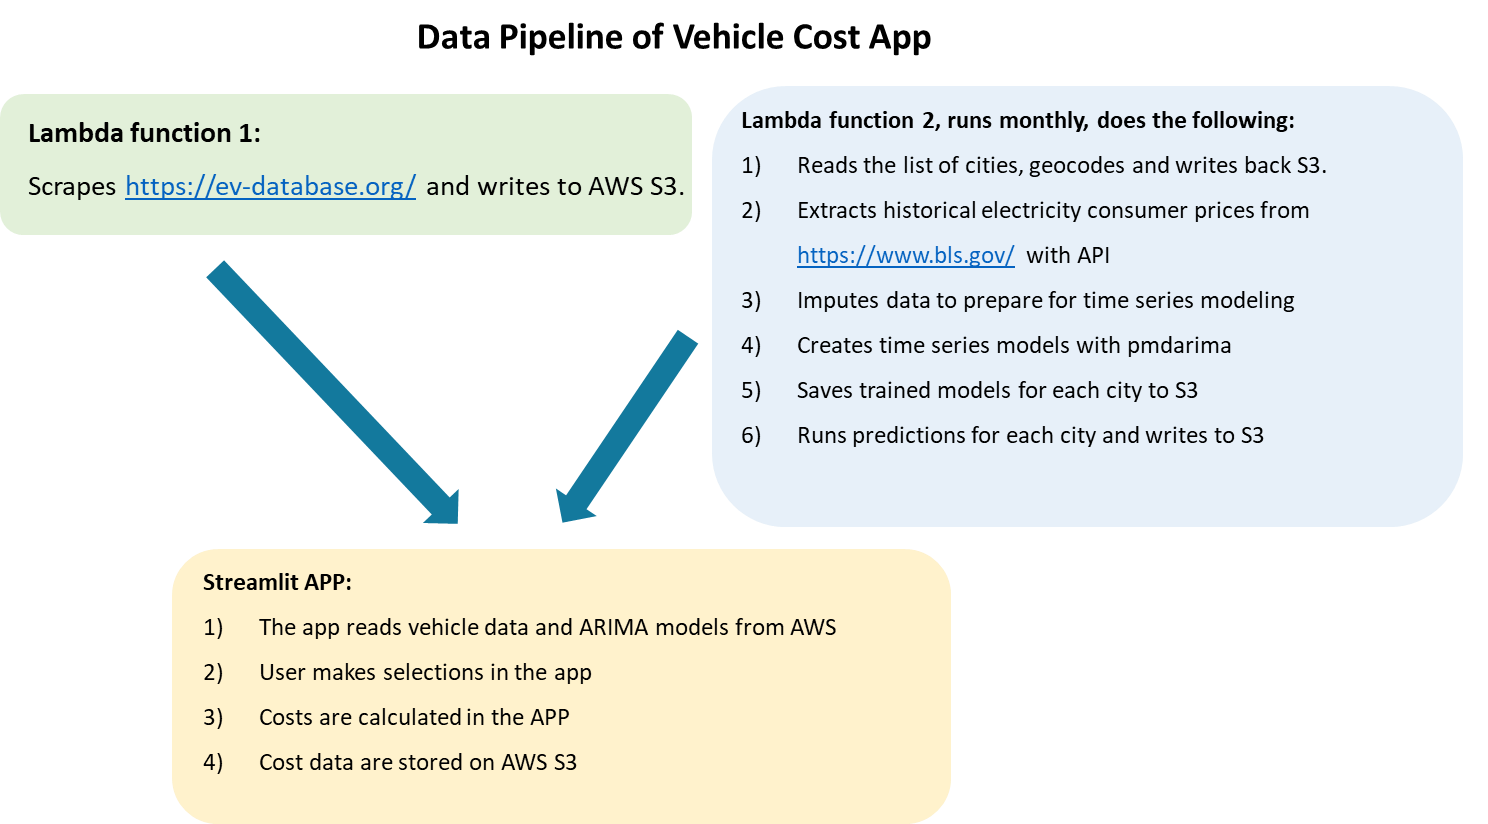 Data Pipeline of Vehicle Cost App
Lambda function 1:
Scrapes https://ev-database.org/ and writes to AWS S3.
Lambda function 2, runs monthly, does the following:
1) Reads the list of cities, geocodes and writes back S3.
2) Extracts historical electricity consumer prices from
https://www.bls.gov/ with API
3) Imputes data to prepare for time series modeling
4) Creates time series models with pmdarima
5) Saves trained models for each city to S3
6) Runs predictions for each city and writes to S3
Streamlit APP:
1) The app reads vehicle data and ARIMA models from AWS
2) User makes selections in the app
3) Costs are calculated in the APP
4) Cost data are stored on AWS S3